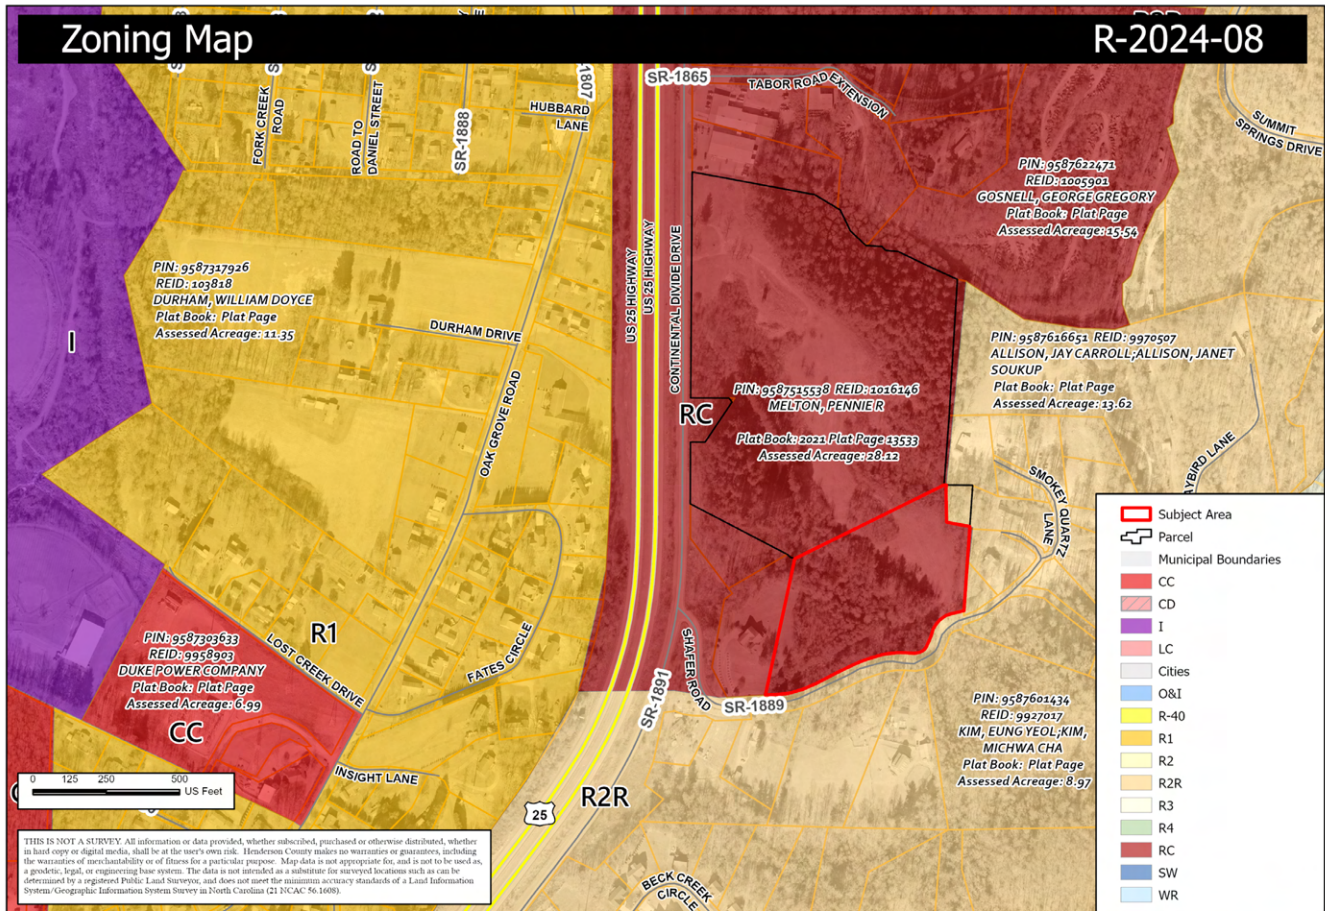 Zoning Map
R-2024-08
SR-1865
TABOR ROAD EXTENSION
SUMMIT
SPRINGS DRIVE
FORK CREEK
ROAD
ROAD TO
DANIEL STREET
SR-1888
HUBBARD
LANE
1807
PIN: 9587622471
REID: 1005901
GOSNELL, GEORGE GREGORY
Plat Book: Plat Page
Assessed Acreage: 15.54
PIN: 9587317926
REID: 103818
DURHAM, WILLIAM DOYCE
Plat Book: Plat Page
Assessed Acreage: 11.35
US 25 HIGHWAY
US 25 HIGHWAY
CONTINENTAL DIVIDE DRIVE
I
DURHAM DRIVE
OAK GROVE ROAD
PIN: 9587616651 REID: 9970507
ALLISON, JAY CARROLL;ALLISON, JANET
SOUKUP
Plat Book: Plat Page
Assessed Acreage: 13.62
PIN: 9587515538 REID: 1016146
MELTON, PENNIE R
Plat Book: 2021 Plat Page 13533
Assessed Acreage: 28.12
RC
SMOKEY QUARTZ
LANE
AYBIRD LANE
R1
LOST CREEK DRIVE
FATES CIRCLE
PIN: 9587303633
REID: 9958903
DUKE POWER COMPANY
Plat Book: Plat Page
Assessed Acreage: 6.99
CC
INSIGHT LANE
SHAFER ROAD
SR-1891
SR-1889
PIN: 9587601434
REID: 9927017
KIM, EUNG YEOL;KIM,
MICHWA CHA
Plat Book: Plat Page
Assessed Acreage: 8.97
R2R
25
BECK CREEK
CIRCLE
0 125 250 500
US Feet
THIS IS NOT A SURVEY. All information or data provided, whether subscribed, purchased or otherwise distributed, whether
in hard copy or digital media, shall be at the user's own risk. Henderson County makes no warranties or guarantees, including
the warranties of merchantability or of fitness for a particular purpose. Map data is not appropriate for, and is not to be used as,
a geodetic, legal, or engineering base system. The data is not intended as a substitute for surveyed locations such as can be
determined by a registered Public Land Surveyor, and does not meet the minimum accuracy standards of a Land Information
System/Geographic Information System Survey in North Carolina (21 NCAC 56.1608).
Subject Area
Parcel
Municipal Boundaries
CC
CD
I
LC
Cities
O&I
R-40
R1
R2
R2R
R3
R4
RC
SW
WR